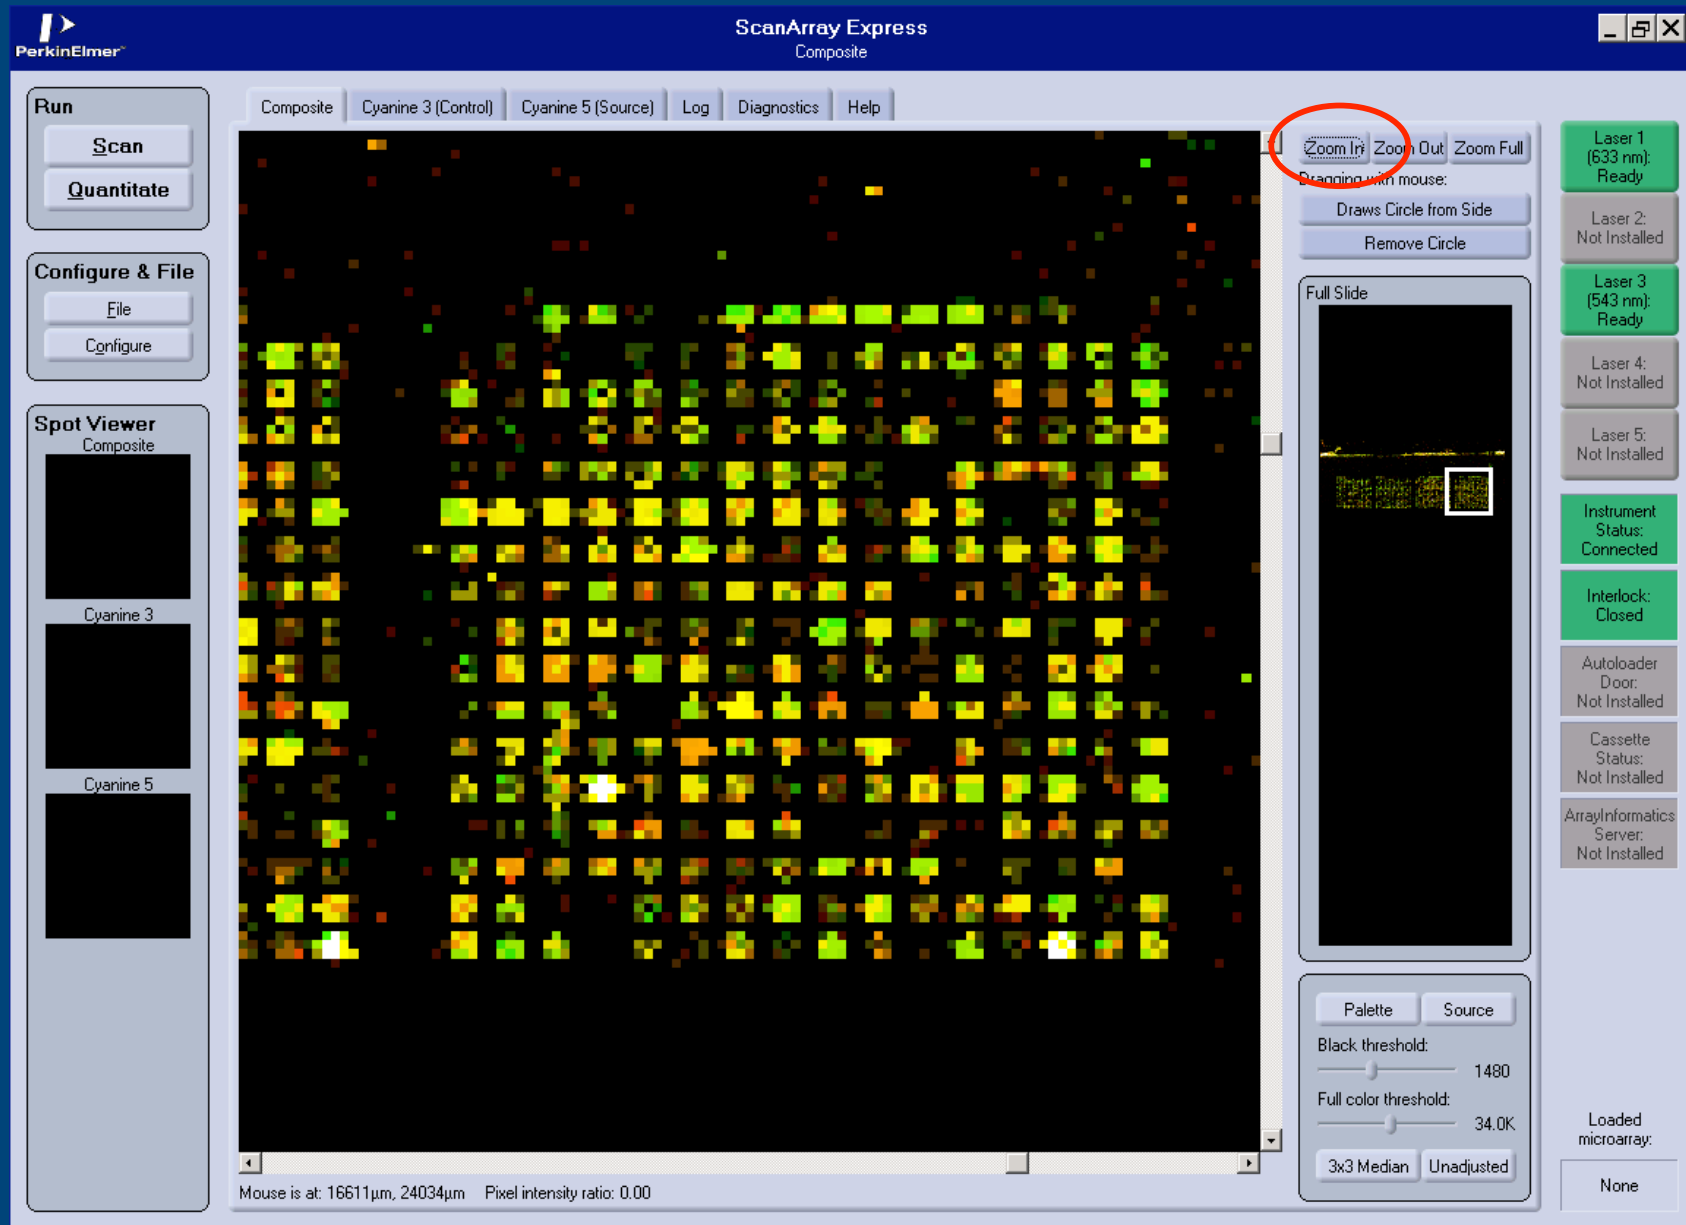 PerkinElmer
ScanArray Express
Composite
Run
Scan
Quantitate
Configure & File
File
Configure
Spot Viewer
Composite
Cyanine 3
Cyanine 5
Composite
Cyanine 3 (Control)
Cyanine 5 (Source)
Log
Diagnostics
Help
Zoom In
Zoom Out
Zoom Full
Dragging with mouse:
Draws Circle from Side
Remove Circle
Full Slide
Palette
Source
Black threshold:
1480
Full color threshold:
34.0K
3x3 Median
Unadjusted
Laser 1
(633 nm):
Ready
Laser 2:
Not Installed
Laser 3
(543 nm):
Ready
Laser 4:
Not Installed
Laser 5:
Not Installed
Instrument
Status:
Connected
Interlock:
Closed
Autoloader
Door:
Not Installed
Cassette
Status:
Not Installed
ArrayInformatics
Server:
Not Installed
Loaded
microarray:
None
Mouse is at: 16611µm, 24034µm Pixel intensity ratio: 0.00